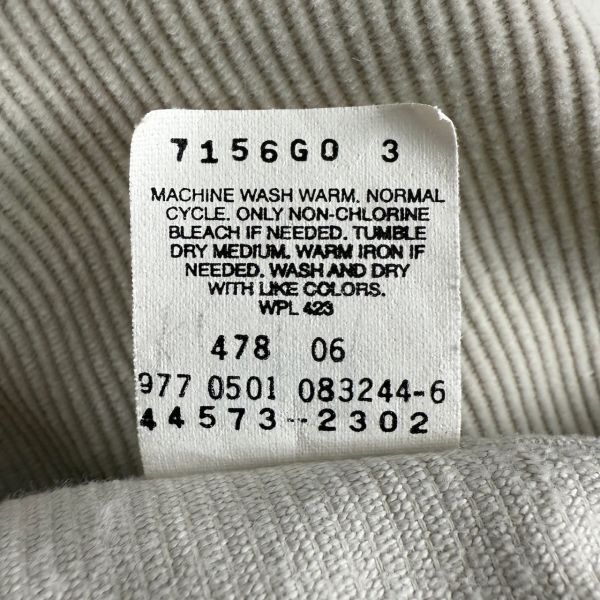 7156G0 3
MACHINE WASH WARM. NORMAL
CYCLE. ONLY NON-CHLORINE
BLEACH IF NEEDED. TUMBLE
DRY MEDIUM. WARM IRON IF
NEEDED. WASH AND DRY
WITH LIKE COLORS.
WPL 423
478 06
977 0501 083244-6
44573-2302